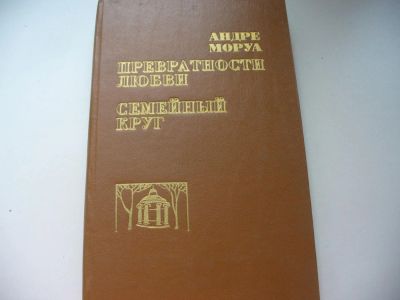 АНДРЕ
МОРУА
ПРЕВРАТНОСТИ
ЛЮБВИ
СЕМЕЙНЫЙ
КРУГ